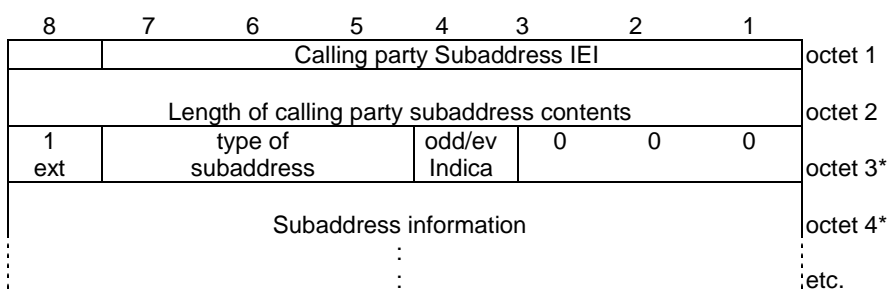 8 7 6 5 4 3 2 1
Calling party Subaddress IEI octet 1
Length of calling party subaddress contents octet 2
1 type of odd/ev 0 0 0
ext subaddress Indica octet 3*
Subaddress information octet 4*
:
: etc.